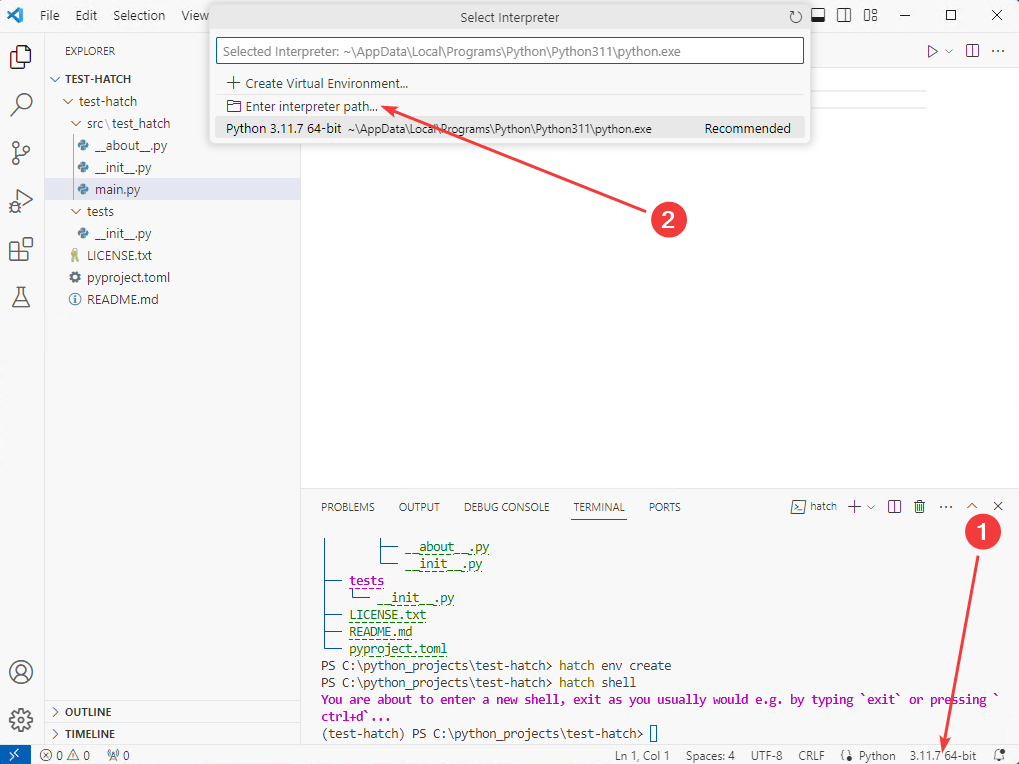 File Edit Selection View
Select Interpreter
Selected Interpreter: ~\AppData\Local\Programs\Python\Python311\python.exe
Create Virtual Environment...
Enter interpreter path...
Python 3.11.7 64-bit ~\AppData\Local\Programs\Python\Python311\python.exe Recommended
2
EXPLORER
TEST-HATCH
test-hatch
src\test_hatch
__about__.py
__init__.py
main.py
tests
__init__.py
LICENSE.txt
pyproject.toml
README.md
OUTLINE
TIMELINE
PROBLEMS OUTPUT DEBUG CONSOLE TERMINAL PORTS
hatch
1
__about__.py
__init__.py
tests
__init__.py
LICENSE.txt
README.md
pyproject.toml
PS C:\python_projects\test-hatch> hatch env create
PS C:\python_projects\test-hatch> hatch shell
You are about to enter a new shell, exit as you usually would e.g. by typing `exit` or pressing `
ctrl+d`...
(test-hatch) PS C:\python_projects\test-hatch>
0 0 0 Ln 1, Col 1 Spaces: 4 UTF-8 CRLF Python 3.11.7 64-bit